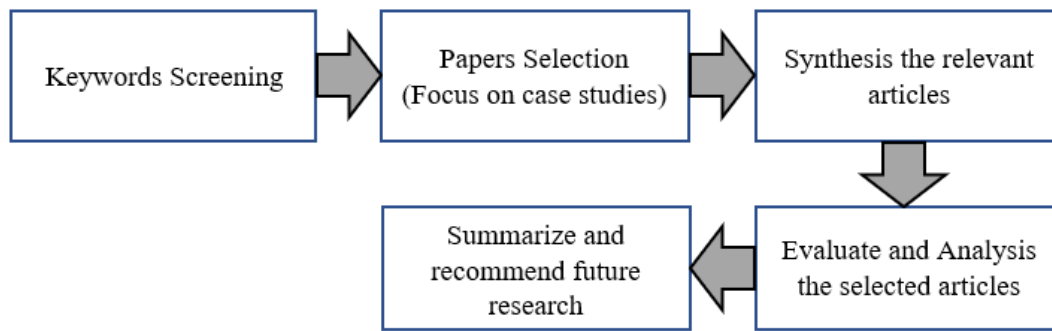 Keywords Screening
Papers Selection
(Focus on case studies)
Synthesis the relevant
articles
Evaluate and Analysis
the selected articles
Summarize and
recommend future
research